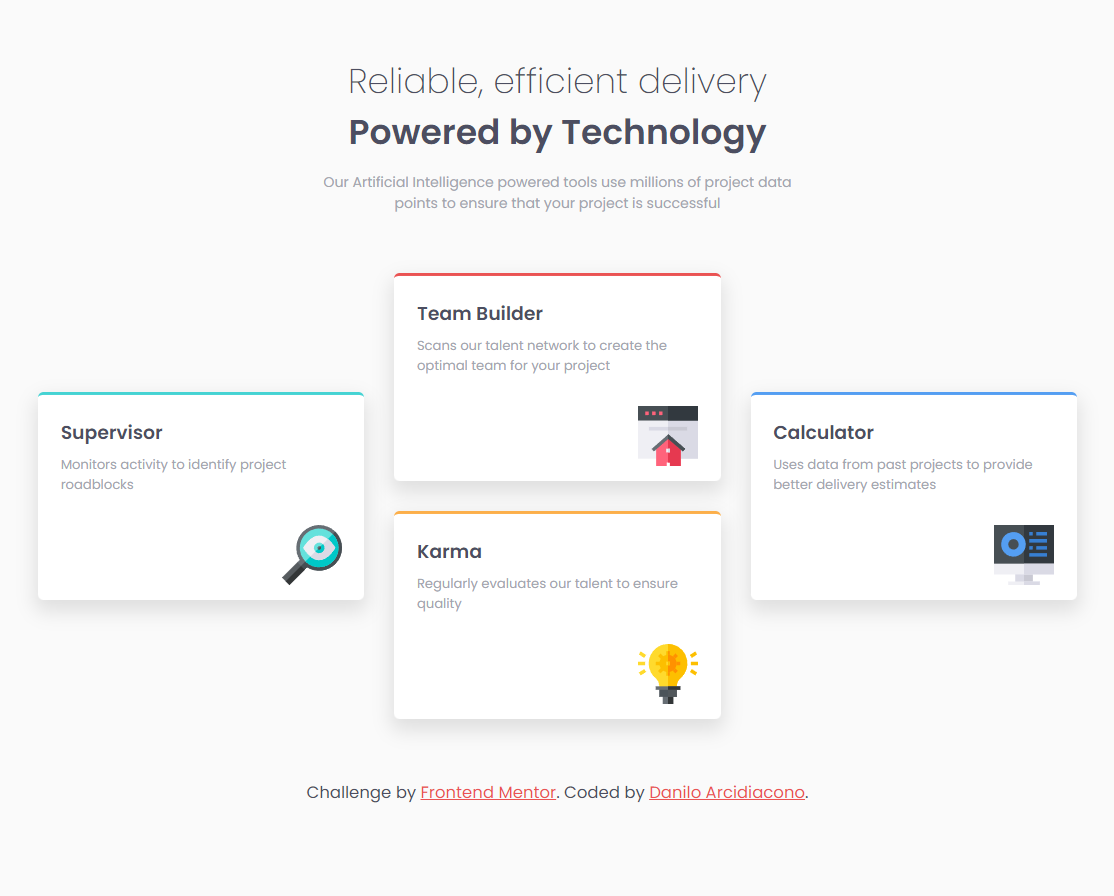 Reliable, efficient delivery
Powered by Technology
Our Artificial Intelligence powered tools use millions of project data
points to ensure that your project is successful
Supervisor
Monitors activity to identify project
roadblocks
Team Builder
Scans our talent network to create the
optimal team for your project
Karma
Regularly evaluates our talent to ensure
quality
Calculator
Uses data from past projects to provide
better delivery estimates
Challenge by Frontend Mentor. Coded by Danilo Arcidiacono.